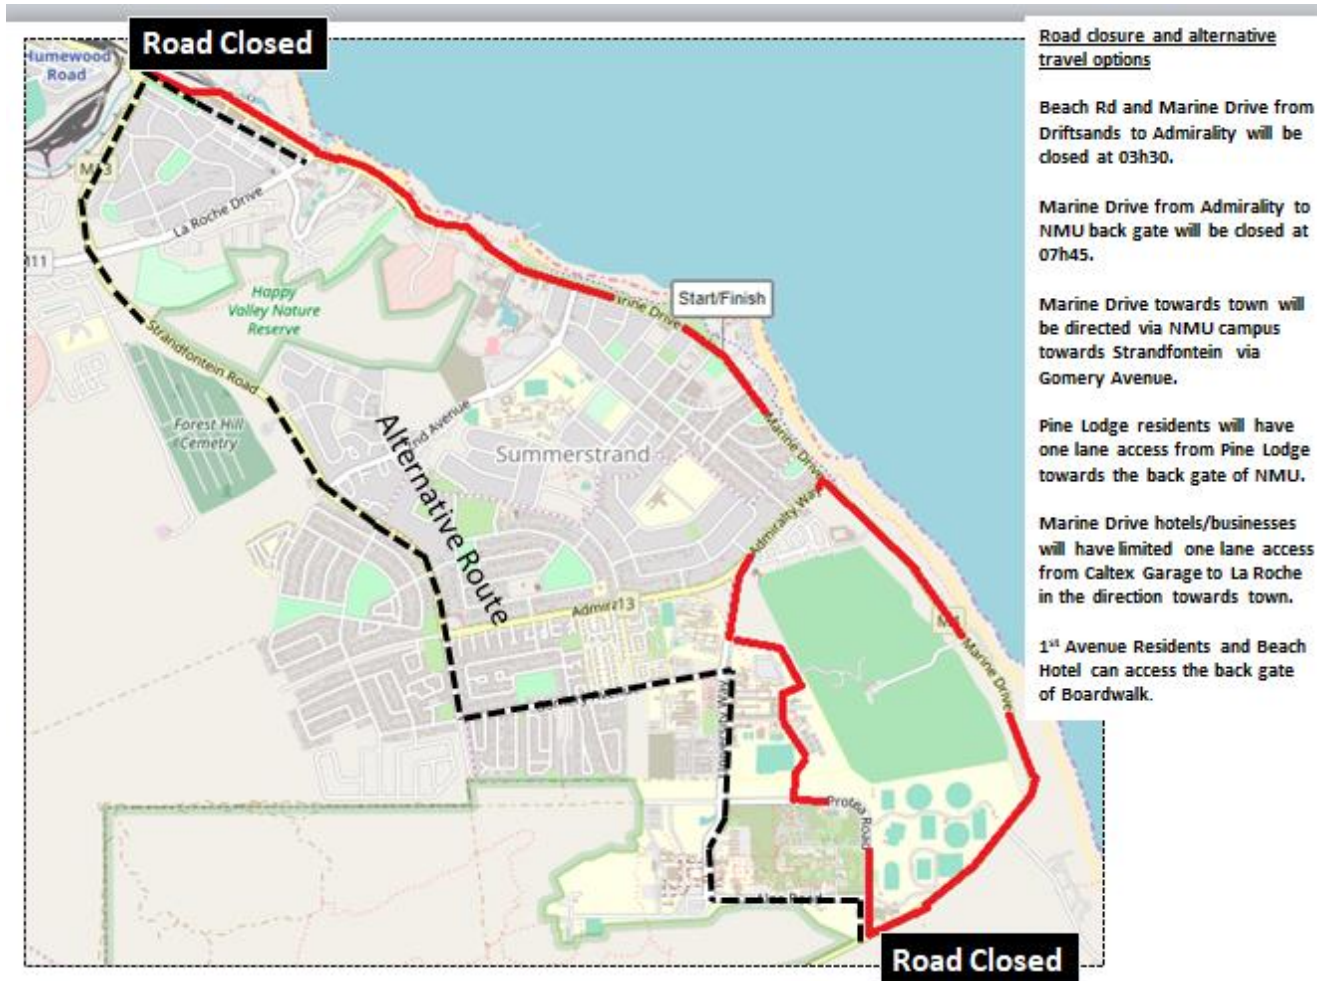 Road Closed
Humewood
Road
M13
La Roche Drive
M11
Happy
Valley Nature
Reserve
Strandfontein Road
Forest Hill
Cemetry
Start/Finish
Marine Drive
2nd Avenue
Summerstrand
Alternative Route
Marine Drive
Admiralty Way
Marine Drive
Protea Road
Road Closed
Road closure and alternative
travel options
Beach Rd and Marine Drive from
Driftsands to Admirality will be
closed at 03h30.
Marine Drive from Admirality to
NMU back gate will be closed at
07h45.
Marine Drive towards town will
be directed via NMU campus
towards Strandfontein via
Gomery Avenue.
Pine Lodge residents will have
one lane access from Pine Lodge
towards the back gate of NMU.
Marine Drive hotels/businesses
will have limited one lane access
from Caltex Garage to La Roche
in the direction towards town.
1st Avenue Residents and Beach
Hotel can access the back gate
of Boardwalk.